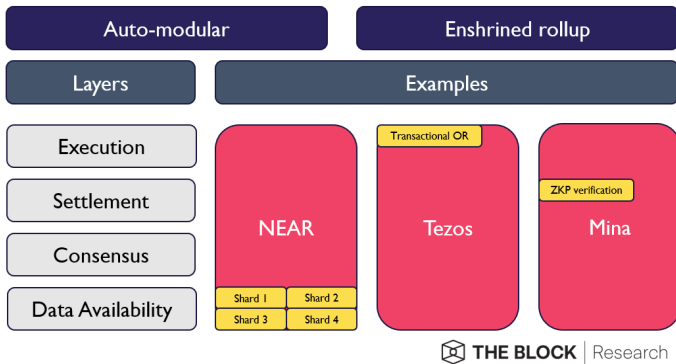 Auto-modular
Enshrined rollup
Layers
Examples
Execution
Settlement
Consensus
Data Availability
NEAR
Shard 1
Shard 2
Shard 3
Shard 4
Transactional OR
Tezos
ZKP verification
Mina
THE BLOCK | Research